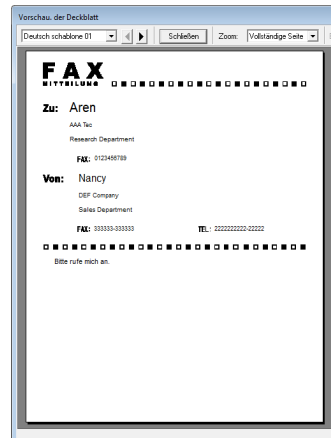 Vorschau. der Deckblatt
Deutsch schablone 01 Schließen Zoom: Vollständige Seite
FAX
MITTEILUNG
Zu: Aren
AAA Tec
Research Department
FAX: 0123456789
Von: Nancy
DEF Company
Sales Department
FAX: 333333-333333 TEL: 2222222222-22222
Bitte rufe mich an.